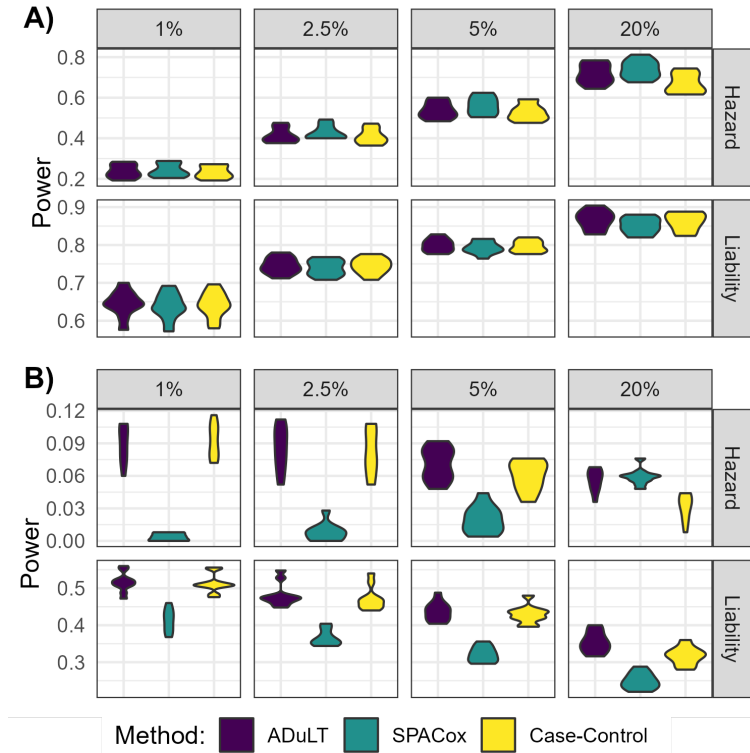 A)
1% 2.5% 5% 20%
Power
0.8
0.6
0.4
0.2
Hazard
0.9
0.8
0.7
0.6
Liability
B)
1% 2.5% 5% 20%
Power
0.12
0.09
0.06
0.03
0.00
Hazard
0.5
0.4
0.3
Liability
Method: ADuLT SPACox Case-Control